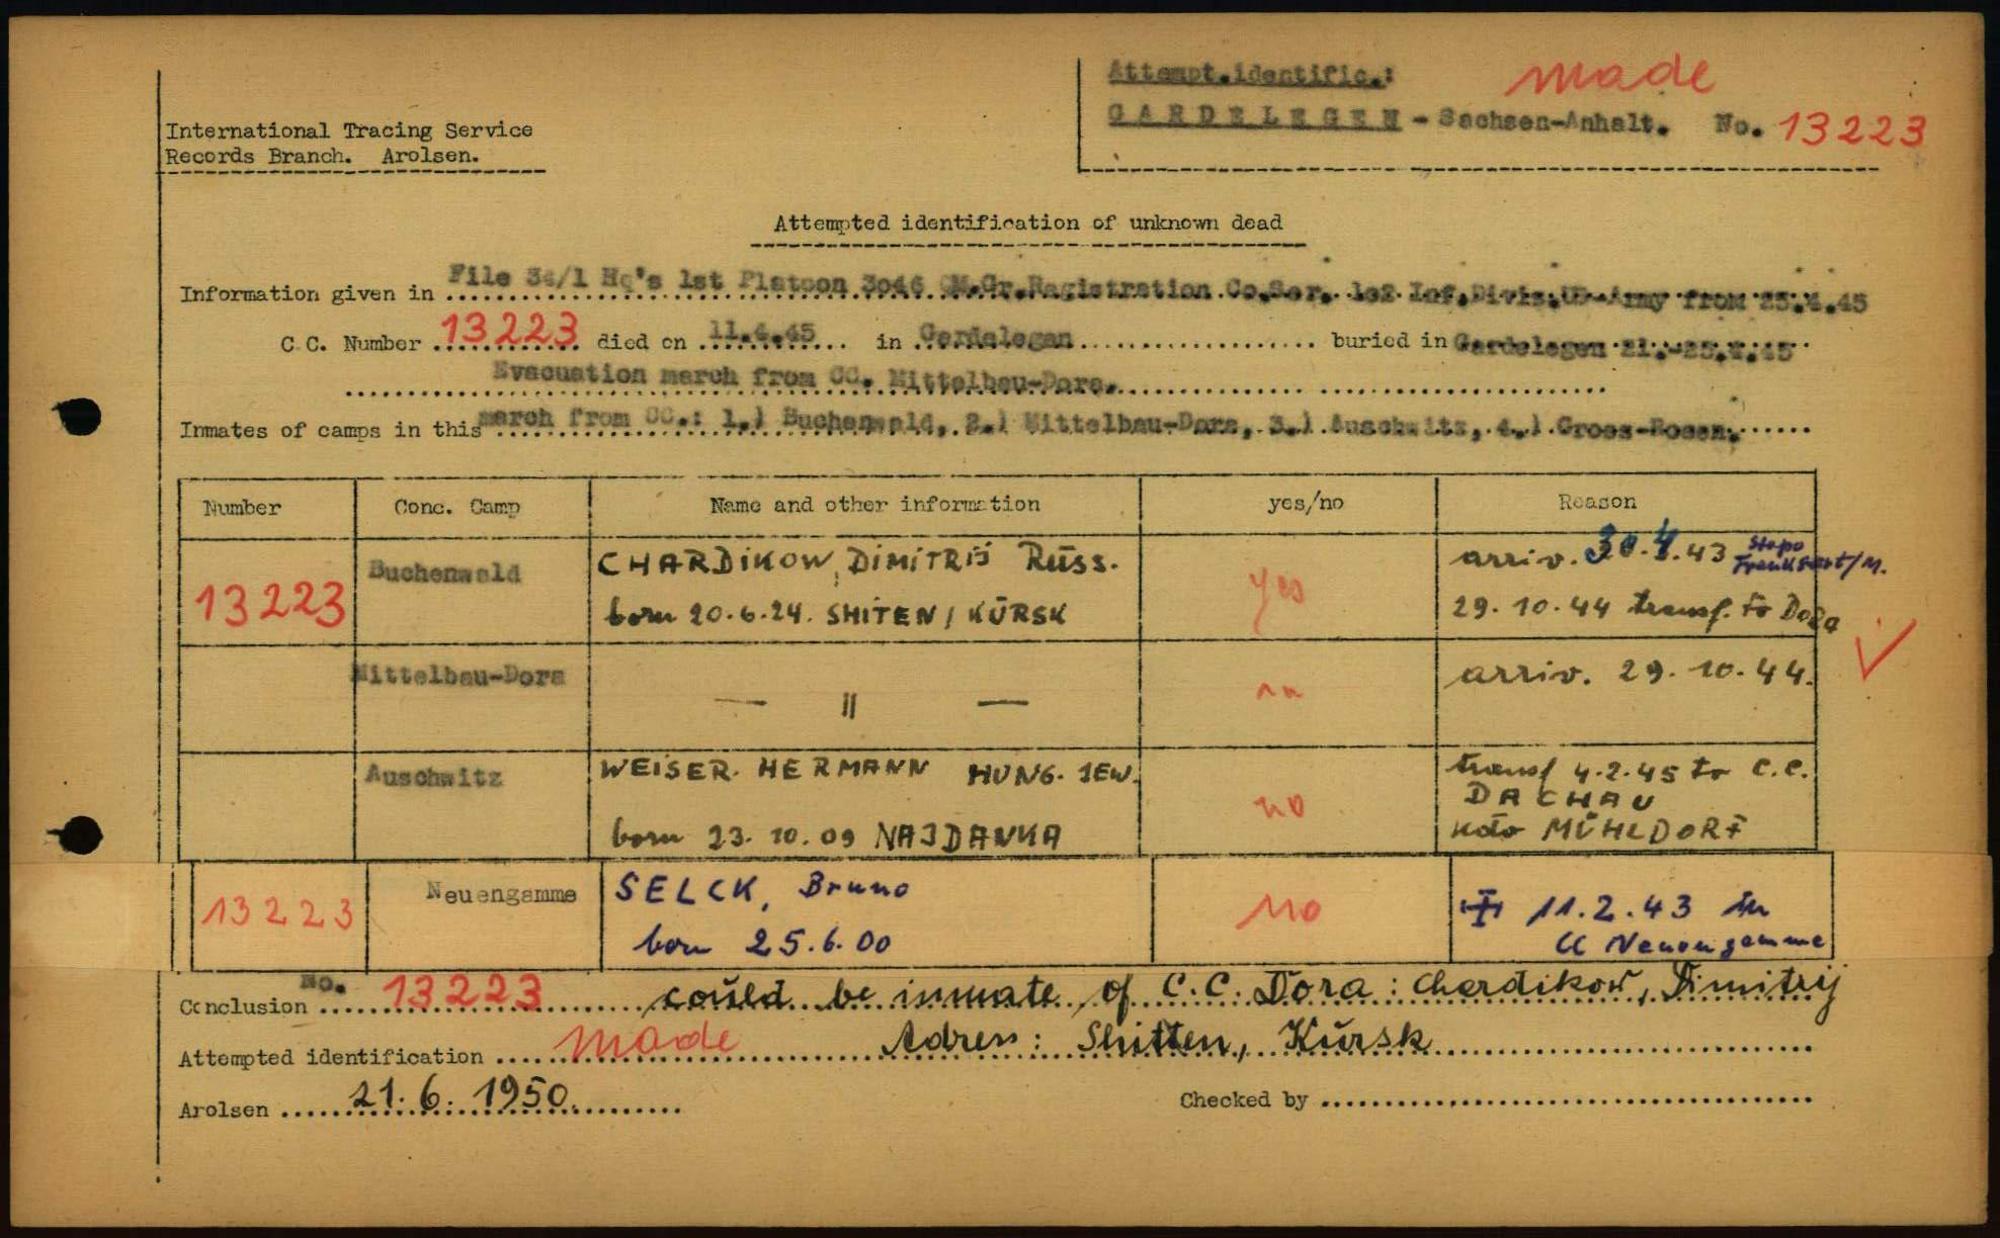 Attempt.identific.: made
GARDELEGEN - Sachsen-Anhalt. No. 13223
International Tracing Service
Records Branch. Arolsen.
Attempted identification of unknown dead
Information given in File 34/1 Hq's 1st Platoon 3046 QM.Gr.Registration Co.Ser. 102 Inf.Divis.US-Army from 25.4.45
C.C. Number 13223 died on 11.4.45 in Gardelegen buried in Gardelegen 21.-25.4.45
Evacuation march from CC. Mittelbau-Dora.
Inmates of camps in this march from CC.: 1.) Buchenwald, 2.) Mittelbau-Dora, 3.) Auschwitz, 4.) Gross-Rosen.
Number Conc. Camp Name and other information yes/no Reason
13223 Buchenwald CHARDIKOW, DIMITRIJ Russ. yes arriv. 30.4.43 Stapo Frankfurt/M.
born 20.6.24. SHITEN / KURSK 29.10.44 transf. to Dora
Mittelbau-Dora — " — arriv. 29.10.44.
Auschwitz WEISER. HERMANN HUNG. JEW. no transf 4.2.45 to C.C.
DACHAU
born 23.10.09 NAJDANKA Kdo MÜHLDORF
13223 Neuengamme SELCK, Bruno no 11.2.43 in
born 25.6.00 CC Neuengamme
Conclusion No. 13223 could be inmate of C.C. Dora: Chardikow, Dimitrij
Attempted identification made Adress: Shitten, Kursk
Arolsen 21.6.1950. Checked by